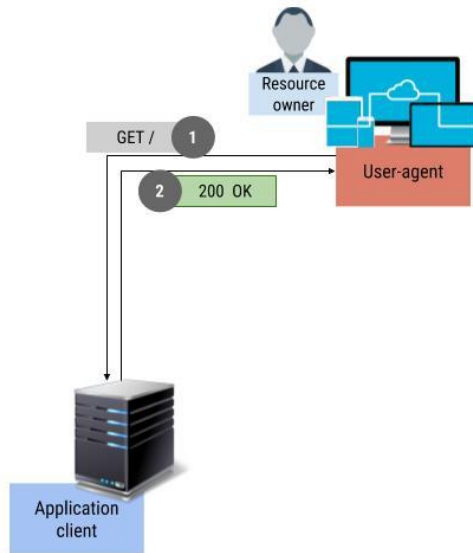 Resource
owner
GET /
1
User-agent
2
200 OK
Application
client